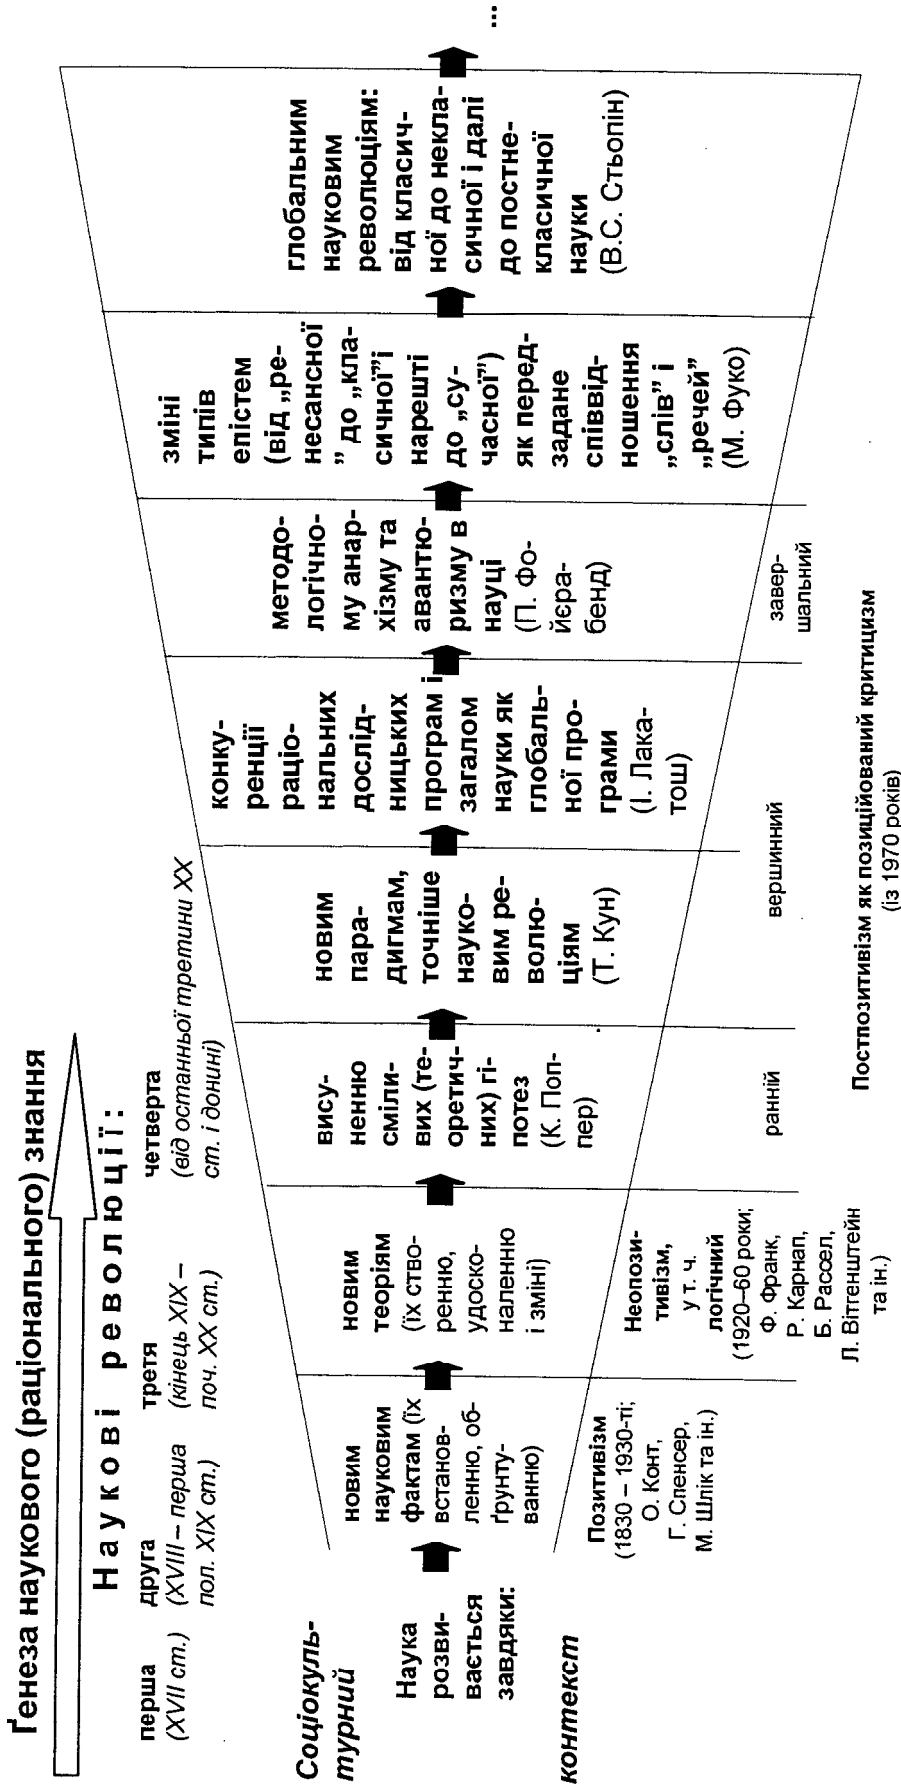 Ґенеза наукового (раціонального) знання
Наукові революції:
перша
(XVII ст.)
друга
(XVIII – перша
пол. XIX ст.)
третя
(кінець XIX –
поч. XX ст.)
четверта
(від останньої третини XX
ст. і донині)
Соціокуль-
турний
Наука
розви-
вається
завдяки:
контекст
новим
науковим
фактам (їх
встанов-
ленню, об-
ґрунту-
ванню)
новим
теоріям
(їх ство-
ренню,
удоско-
наленню
і зміні)
вису-
ненню
сміли-
вих (те-
оретич-
них) гі-
потез
(К. Поп-
пер)
новим
пара-
дигмам,
точніше
науко-
вим ре-
волю-
ціям
(Т. Кун)
конку-
ренції
раціо-
нальних
дослід-
ницьких
програм і
загалом
науки як
глобаль-
ної про-
грами
(І. Лака-
тош)
методо-
логічно-
му анар-
хізму та
авантю-
ризму в
науці
(П. Фо-
йєра-
бенд)
зміні
типів
епістем
(від „ре-
несансної
” до „кла-
сичної”і
нарешті
до „су-
часної”)
як перед-
задане
співвід-
ношення
„слів” і
„речей”
(М. Фуко)
глобальним
науковим
революціям:
від класич-
ної до некла-
сичної і далі
до постне-
класичної
науки
(В.С. Стьопін)
...
Позитивізм
(1830 – 1930-ті;
О. Конт,
Г. Спенсер,
М. Шлік та ін.)
Неопози-
тивізм,
у т. ч.
логічний
(1920–60 роки;
Ф. Франк,
Р. Карнап,
Б. Рассел,
Л. Вітгенштейн
та ін.)
ранній
вершинний
завер-
шальний
Постпозитивізм як позиційований критицизм
(із 1970 років)